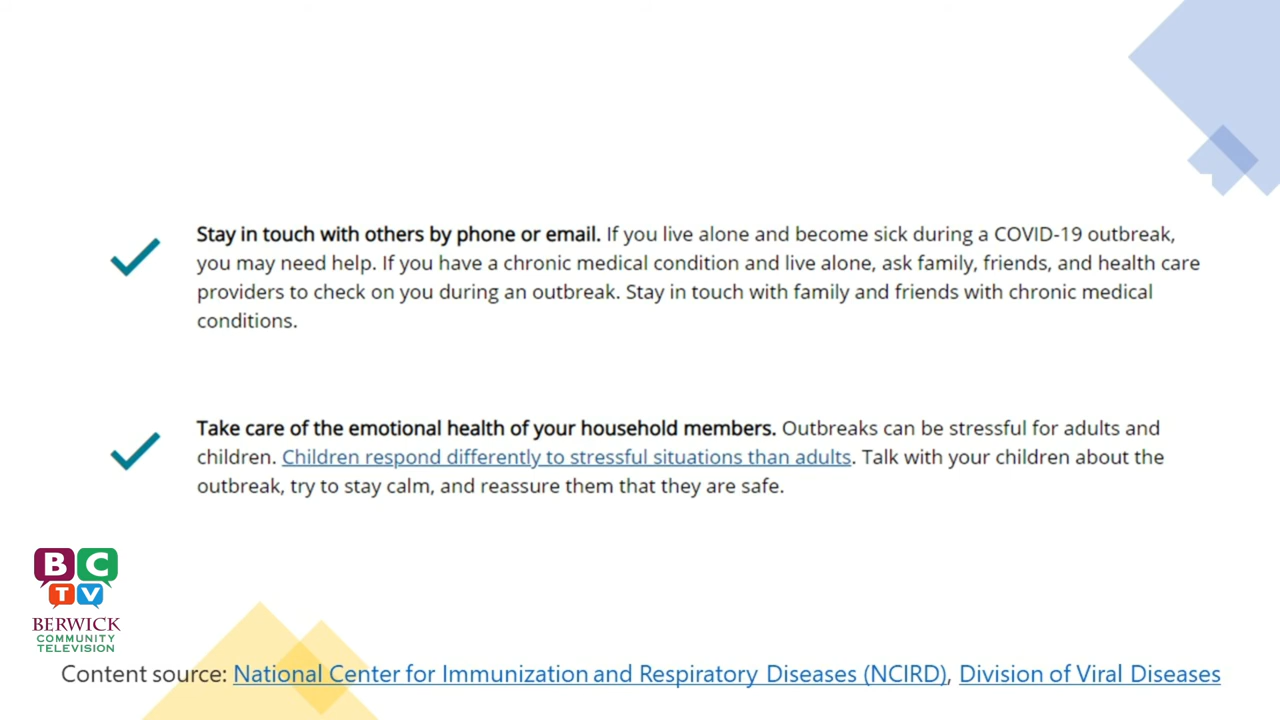 Stay in touch with others by phone or email. If you live alone and become sick during a COVID-19 outbreak,
you may need help. If you have a chronic medical condition and live alone, ask family, friends, and health care
providers to check on you during an outbreak. Stay in touch with family and friends with chronic medical
conditions.
Take care of the emotional health of your household members. Outbreaks can be stressful for adults and
children. Children respond differently to stressful situations than adults. Talk with your children about the
outbreak, try to stay calm, and reassure them that they are safe.
BC
TV
BERWICK
COMMUNITY
TELEVISION
Content source: National Center for Immunization and Respiratory Diseases (NCIRD), Division of Viral Diseases